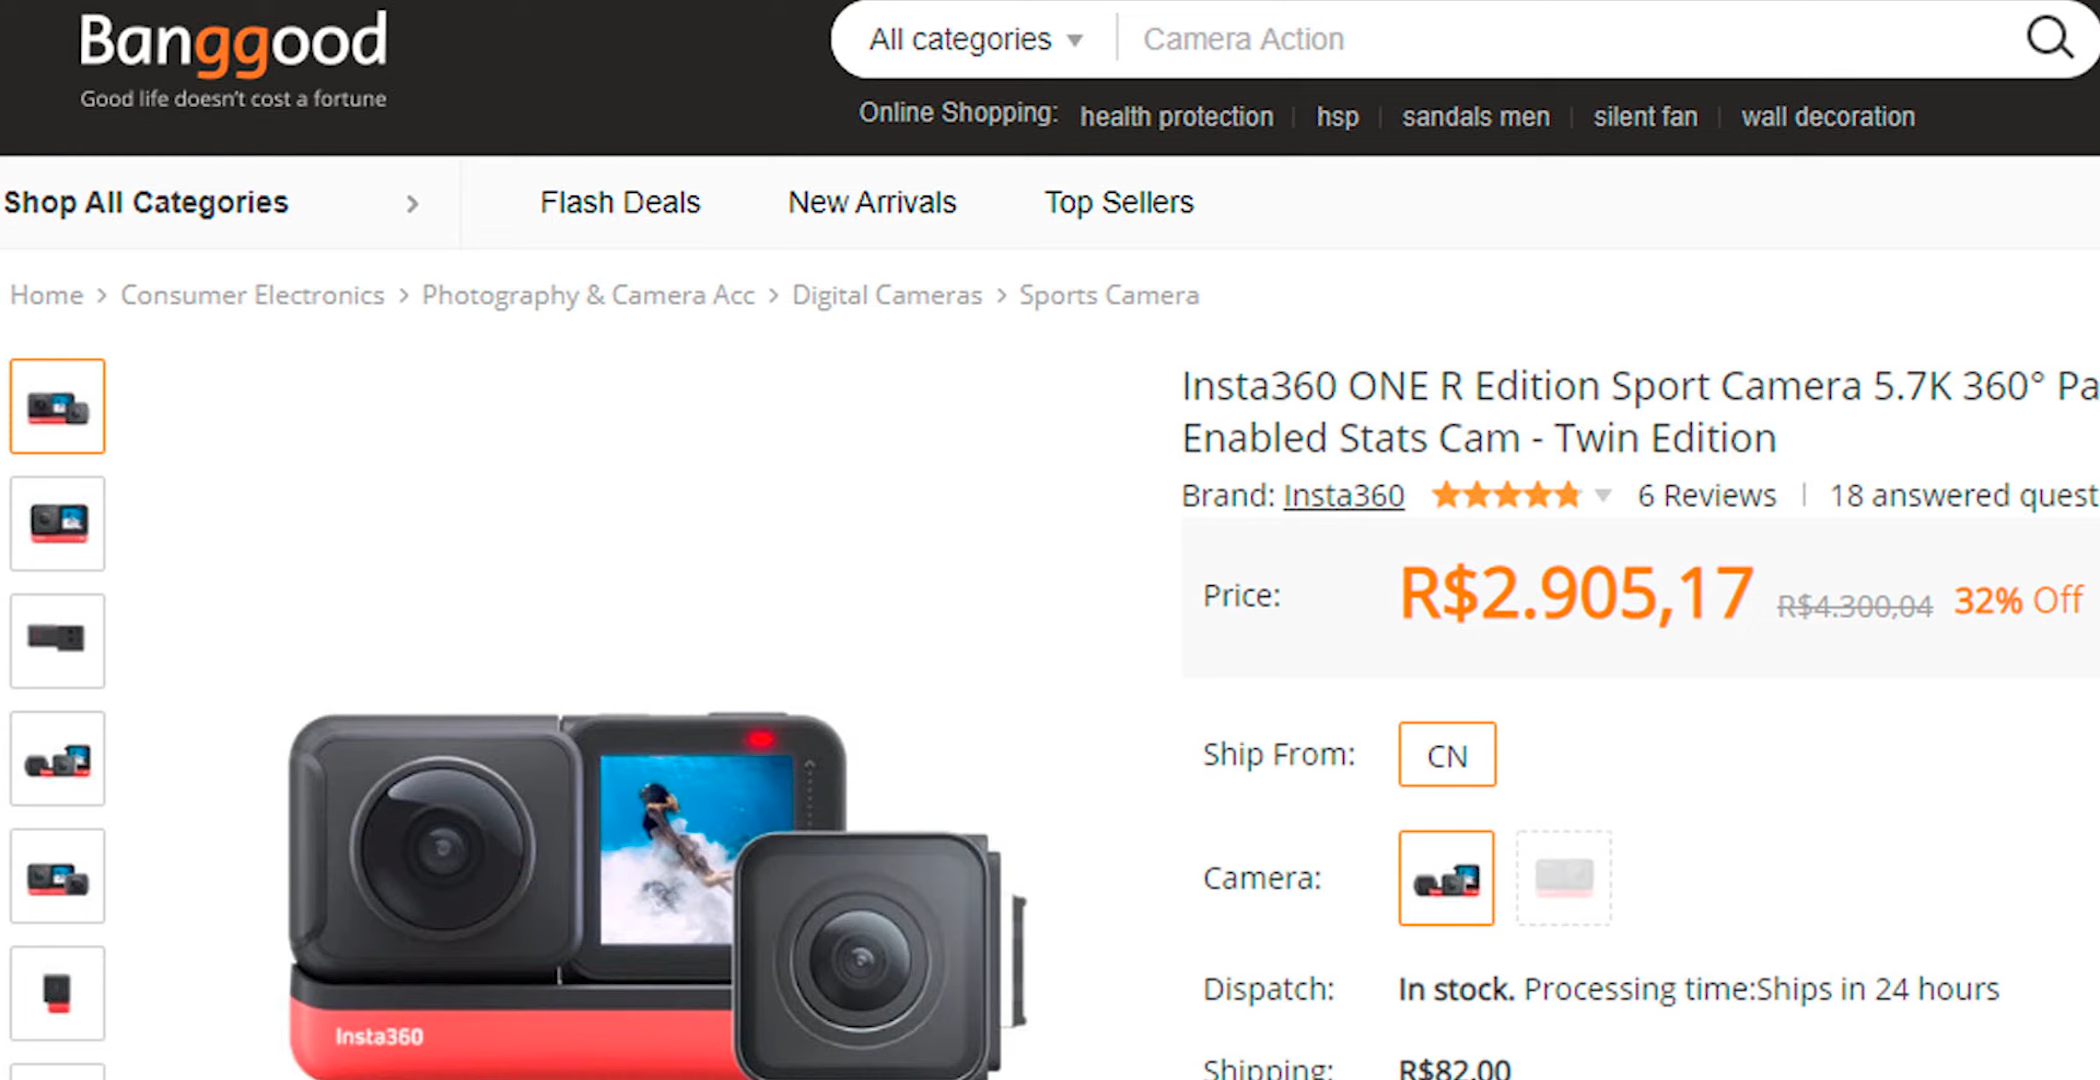 Banggood
Good life doesn't cost a fortune
All categories
Camera Action
Online Shopping: health protection hsp sandals men silent fan wall decoration
Shop All Categories
Flash Deals
New Arrivals
Top Sellers
Home > Consumer Electronics > Photography & Camera Acc > Digital Cameras > Sports Camera
Insta360 ONE R Edition Sport Camera 5.7K 360° Pa
Enabled Stats Cam - Twin Edition
Brand: Insta360 6 Reviews | 18 answered quest
Price: R$2.905,17 R$4.300,04 32% Off
Ship From: CN
Camera:
Dispatch: In stock. Processing time:Ships in 24 hours
Shipping: R$82.00
Insta360